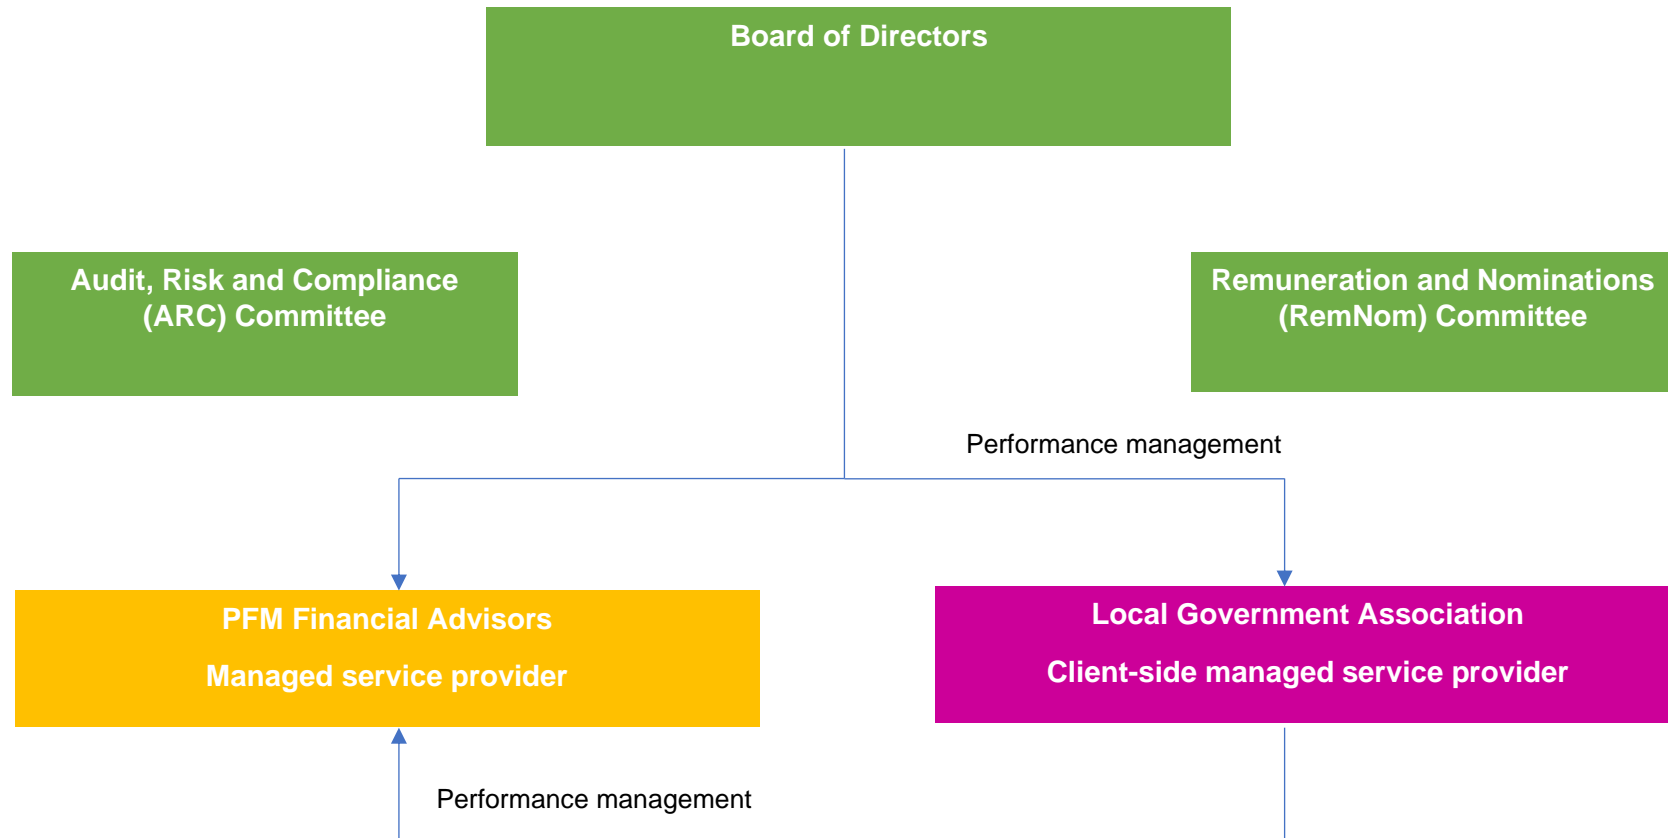 Board of Directors
Audit, Risk and Compliance
(ARC) Committee
Remuneration and Nominations
(RemNom) Committee
Performance management
PFM Financial Advisors
Managed service provider
Local Government Association
Client-side managed service provider
Performance management